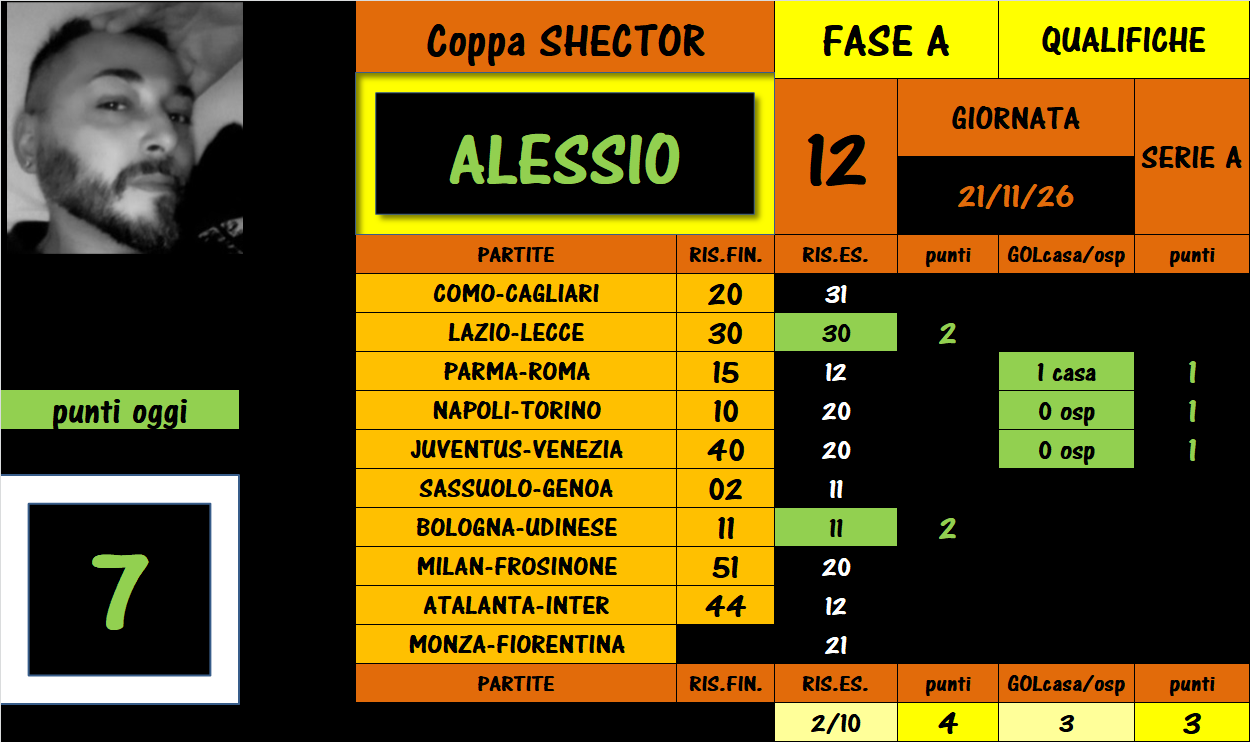 Coppa SHECTOR FASE A QUALIFICHE
ALESSIO 12 GIORNATA SERIE A
21/11/26
PARTITE RIS.FIN. RIS.ES. punti GOLcasa/osp punti
COMO-CAGLIARI 20 31
LAZIO-LECCE 30 30 2
PARMA-ROMA 15 12 1 casa 1
NAPOLI-TORINO 10 20 0 osp 1
JUVENTUS-VENEZIA 40 20 0 osp 1
SASSUOLO-GENOA 02 11
BOLOGNA-UDINESE 11 11 2
MILAN-FROSINONE 51 20
ATALANTA-INTER 44 12
MONZA-FIORENTINA 21
PARTITE RIS.FIN. RIS.ES. punti GOLcasa/osp punti
2/10 4 3 3
punti oggi
7